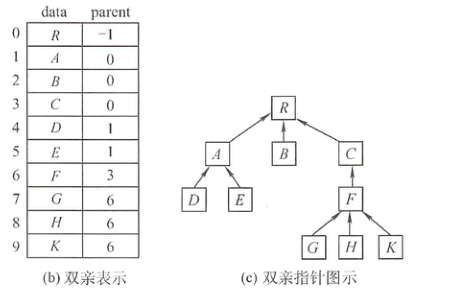 data parent
0 R -1
1 A 0
2 B 0
3 C 0
4 D 1
5 E 1
6 F 3
7 G 6
8 H 6
9 K 6
(b) 双亲表示
R
A B C
D E F
G H K
(c) 双亲指针图示